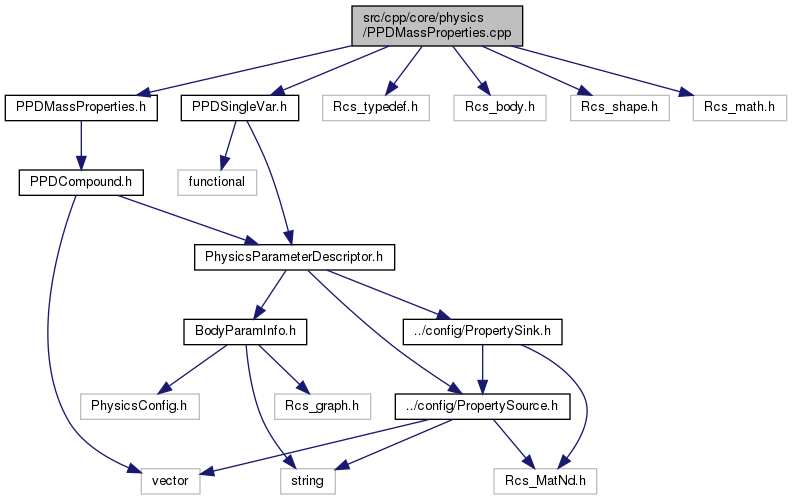 src/cpp/core/physics
/PPDMassProperties.cpp
PPDMassProperties.h
PPDSingleVar.h
Rcs_typedef.h
Rcs_body.h
Rcs_shape.h
Rcs_math.h
PPDCompound.h
functional
PhysicsParameterDescriptor.h
BodyParamInfo.h
../config/PropertySink.h
PhysicsConfig.h
Rcs_graph.h
../config/PropertySource.h
vector
string
Rcs_MatNd.h